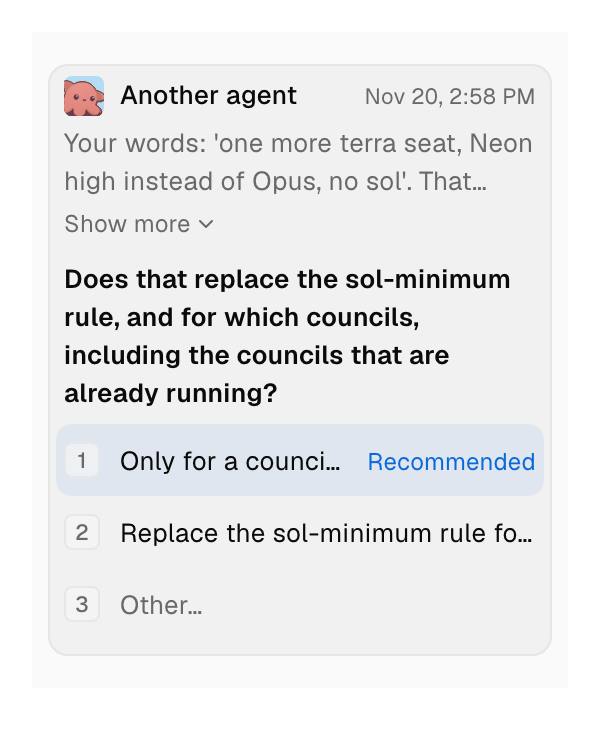 Another agent
Nov 20, 2:58 PM
Your words: 'one more terra seat, Neon
high instead of Opus, no sol'. That…
Show more
Does that replace the sol-minimum
rule, and for which councils,
including the councils that are
already running?
1 Only for a counci… Recommended
2 Replace the sol-minimum rule fo…
3 Other…